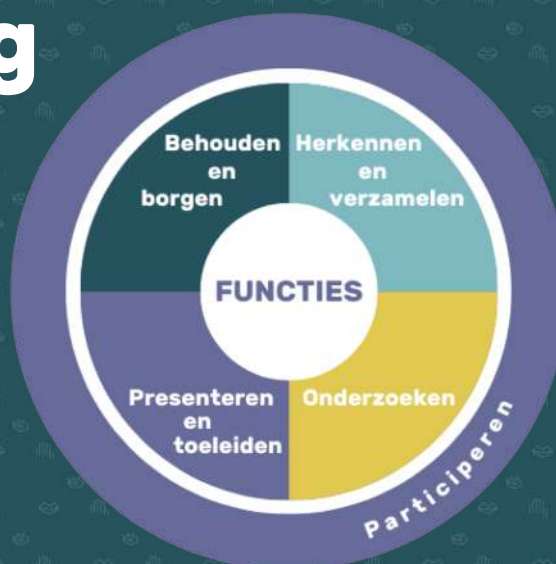 g
Behouden
en
borgen
Herkennen
en
verzamelen
FUNCTIES
Presenteren
en
toeleiden
Onderzoeken
Participeren